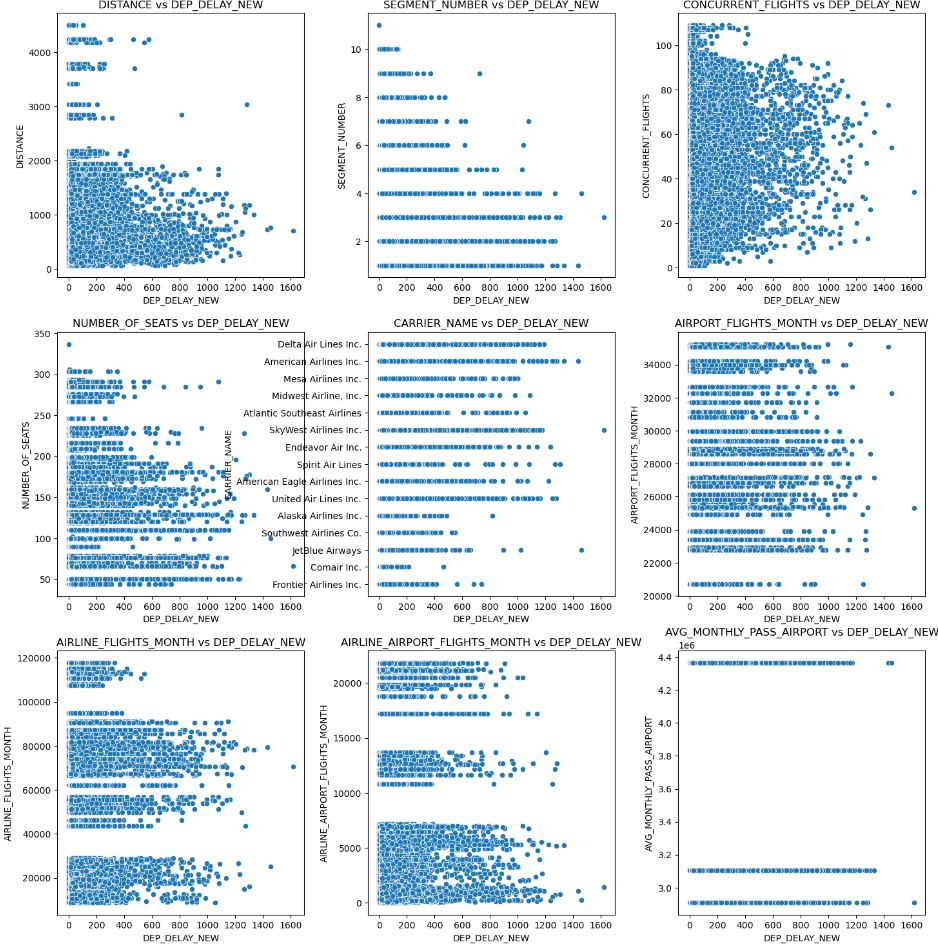 DISTANCE vs DEP_DELAY_NEW
DISTANCE
4000
3000
2000
1000
0
0 200 400 600 800 1000 1200 1400 1600
DEP_DELAY_NEW
SEGMENT_NUMBER vs DEP_DELAY_NEW
SEGMENT_NUMBER
10
8
6
4
2
0 200 400 600 800 1000 1200 1400 1600
DEP_DELAY_NEW
CONCURRENT_FLIGHTS vs DEP_DELAY_NEW
CONCURRENT_FLIGHTS
100
80
60
40
20
0
0 200 400 600 800 1000 1200 1400 1600
DEP_DELAY_NEW
NUMBER_OF_SEATS vs DEP_DELAY_NEW
NUMBER_OF_SEATS
350
300
250
200
150
100
50
0 200 400 600 800 1000 1200 1400 1600
DEP_DELAY_NEW
CARRIER_NAME vs DEP_DELAY_NEW
CARRIER_NAME
Delta Air Lines Inc.
American Airlines Inc.
Mesa Airlines Inc.
Midwest Airline, Inc.
Atlantic Southeast Airlines
SkyWest Airlines Inc.
Endeavor Air Inc.
Spirit Air Lines
American Eagle Airlines Inc.
United Air Lines Inc.
Alaska Airlines Inc.
Southwest Airlines Co.
JetBlue Airways
Comair Inc.
Frontier Airlines Inc.
0 200 400 600 800 1000 1200 1400 1600
DEP_DELAY_NEW
AIRPORT_FLIGHTS_MONTH vs DEP_DELAY_NEW
AIRPORT_FLIGHTS_MONTH
34000
32000
30000
28000
26000
24000
22000
20000
0 200 400 600 800 1000 1200 1400 1600
DEP_DELAY_NEW
AIRLINE_FLIGHTS_MONTH vs DEP_DELAY_NEW
AIRLINE_FLIGHTS_MONTH
120000
100000
80000
60000
40000
20000
0 200 400 600 800 1000 1200 1400 1600
DEP_DELAY_NEW
AIRLINE_AIRPORT_FLIGHTS_MONTH vs DEP_DELAY_NEW
AIRLINE_AIRPORT_FLIGHTS_MONTH
20000
15000
10000
5000
0
0 200 400 600 800 1000 1200 1400 1600
DEP_DELAY_NEW
AVG_MONTHLY_PASS_AIRPORT vs DEP_DELAY_NEW
1e6
AVG_MONTHLY_PASS_AIRPORT
4.4
4.2
4.0
3.8
3.6
3.4
3.2
3.0
0 200 400 600 800 1000 1200 1400 1600
DEP_DELAY_NEW